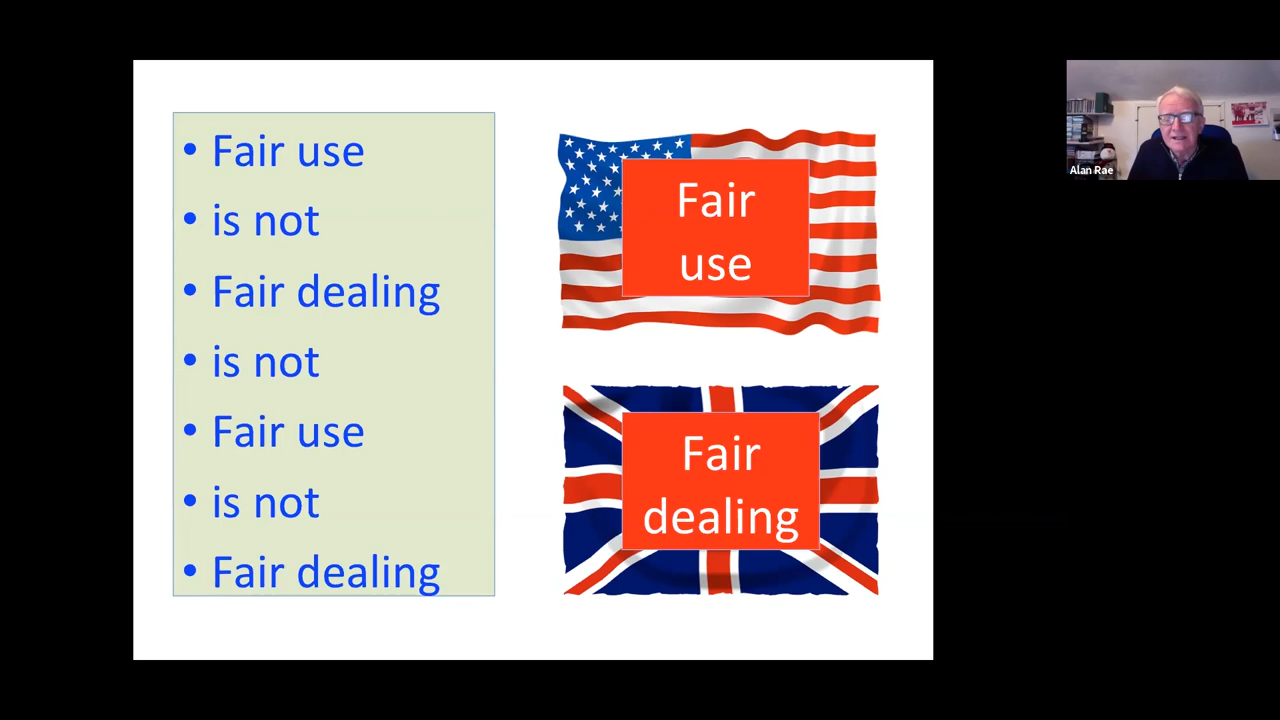 • Fair use
• is not
• Fair dealing
• is not
• Fair use
• is not
• Fair dealing
Fair
use
Fair
dealing
Alan Rae